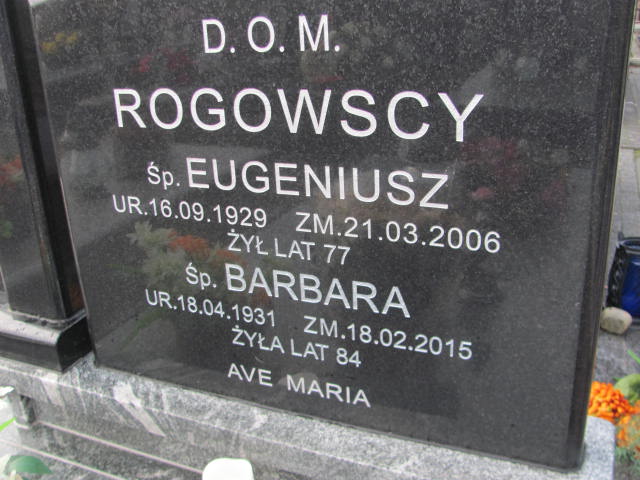 D.O.M.
ROGOWSCY
Śp. EUGENIUSZ
UR.16.09.1929 ZM.21.03.2006
ŻYŁ LAT 77
Śp. BARBARA
UR.18.04.1931 ZM.18.02.2015
ŻYŁA LAT 84
AVE MARIA